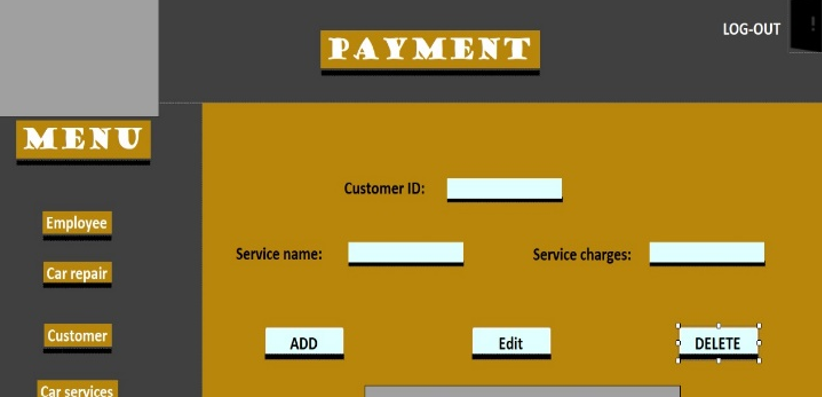 LOG-OUT
PAYMENT
MENU
Customer ID:
Employee
Service name: Service charges:
Car repair
Customer
ADD Edit DELETE
Car services